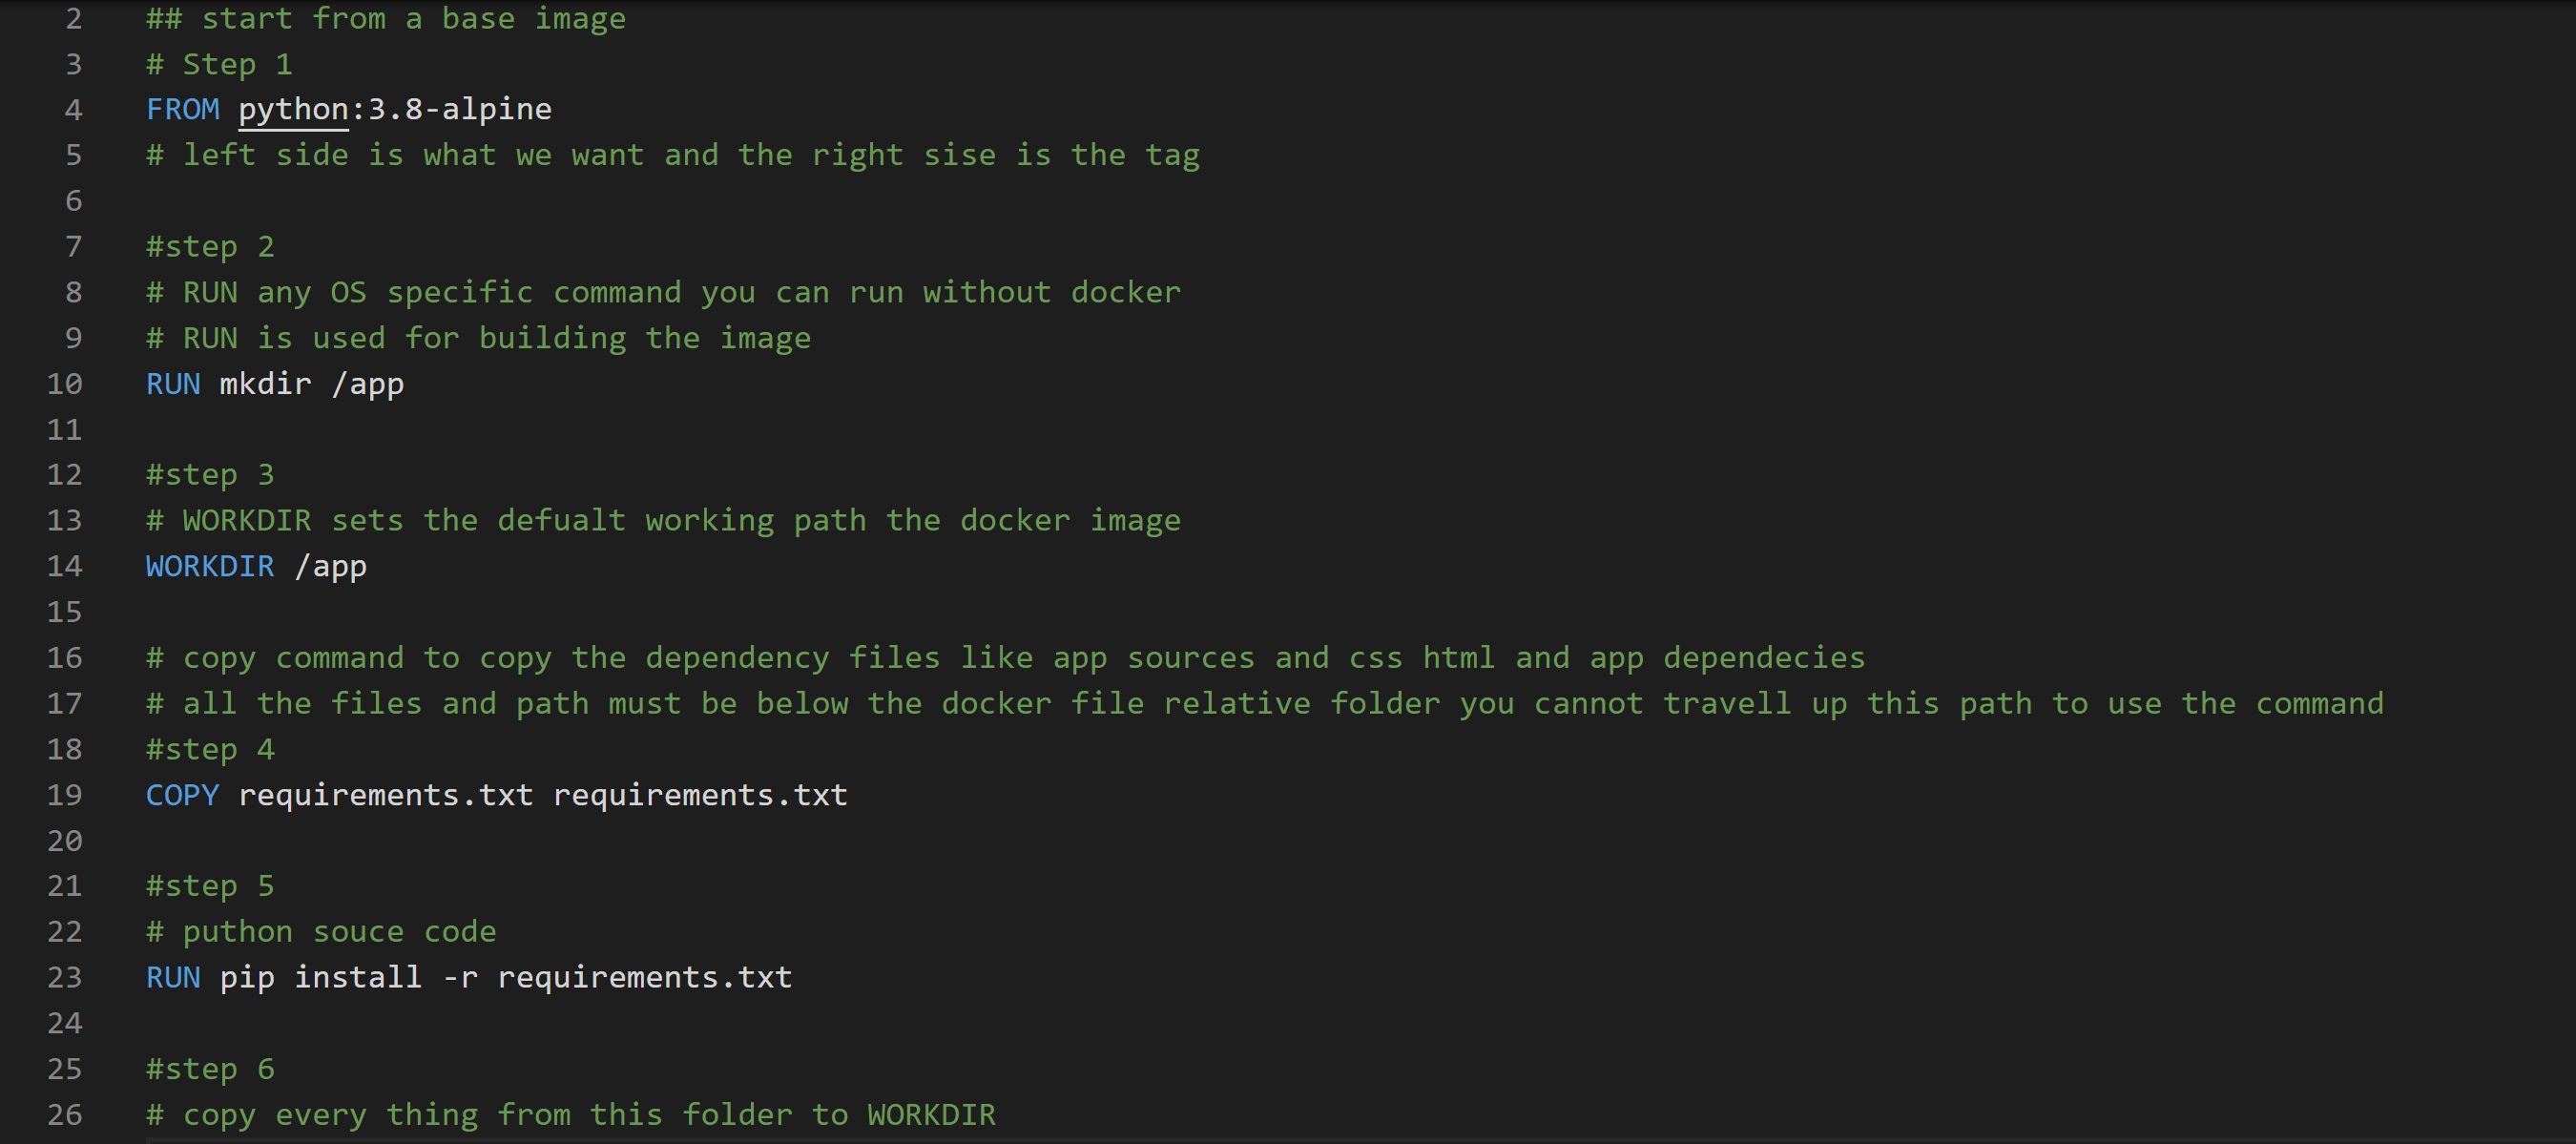 2 ## start from a base image
3 # Step 1
4 FROM python:3.8-alpine
5 # left side is what we want and the right sise is the tag
6
7 #step 2
8 # RUN any OS specific command you can run without docker
9 # RUN is used for building the image
10 RUN mkdir /app
11
12 #step 3
13 # WORKDIR sets the defualt working path the docker image
14 WORKDIR /app
15
16 # copy command to copy the dependency files like app sources and css html and app dependecies
17 # all the files and path must be below the docker file relative folder you cannot travell up this path to use the command
18 #step 4
19 COPY requirements.txt requirements.txt
20
21 #step 5
22 # puthon souce code
23 RUN pip install -r requirements.txt
24
25 #step 6
26 # copy every thing from this folder to WORKDIR